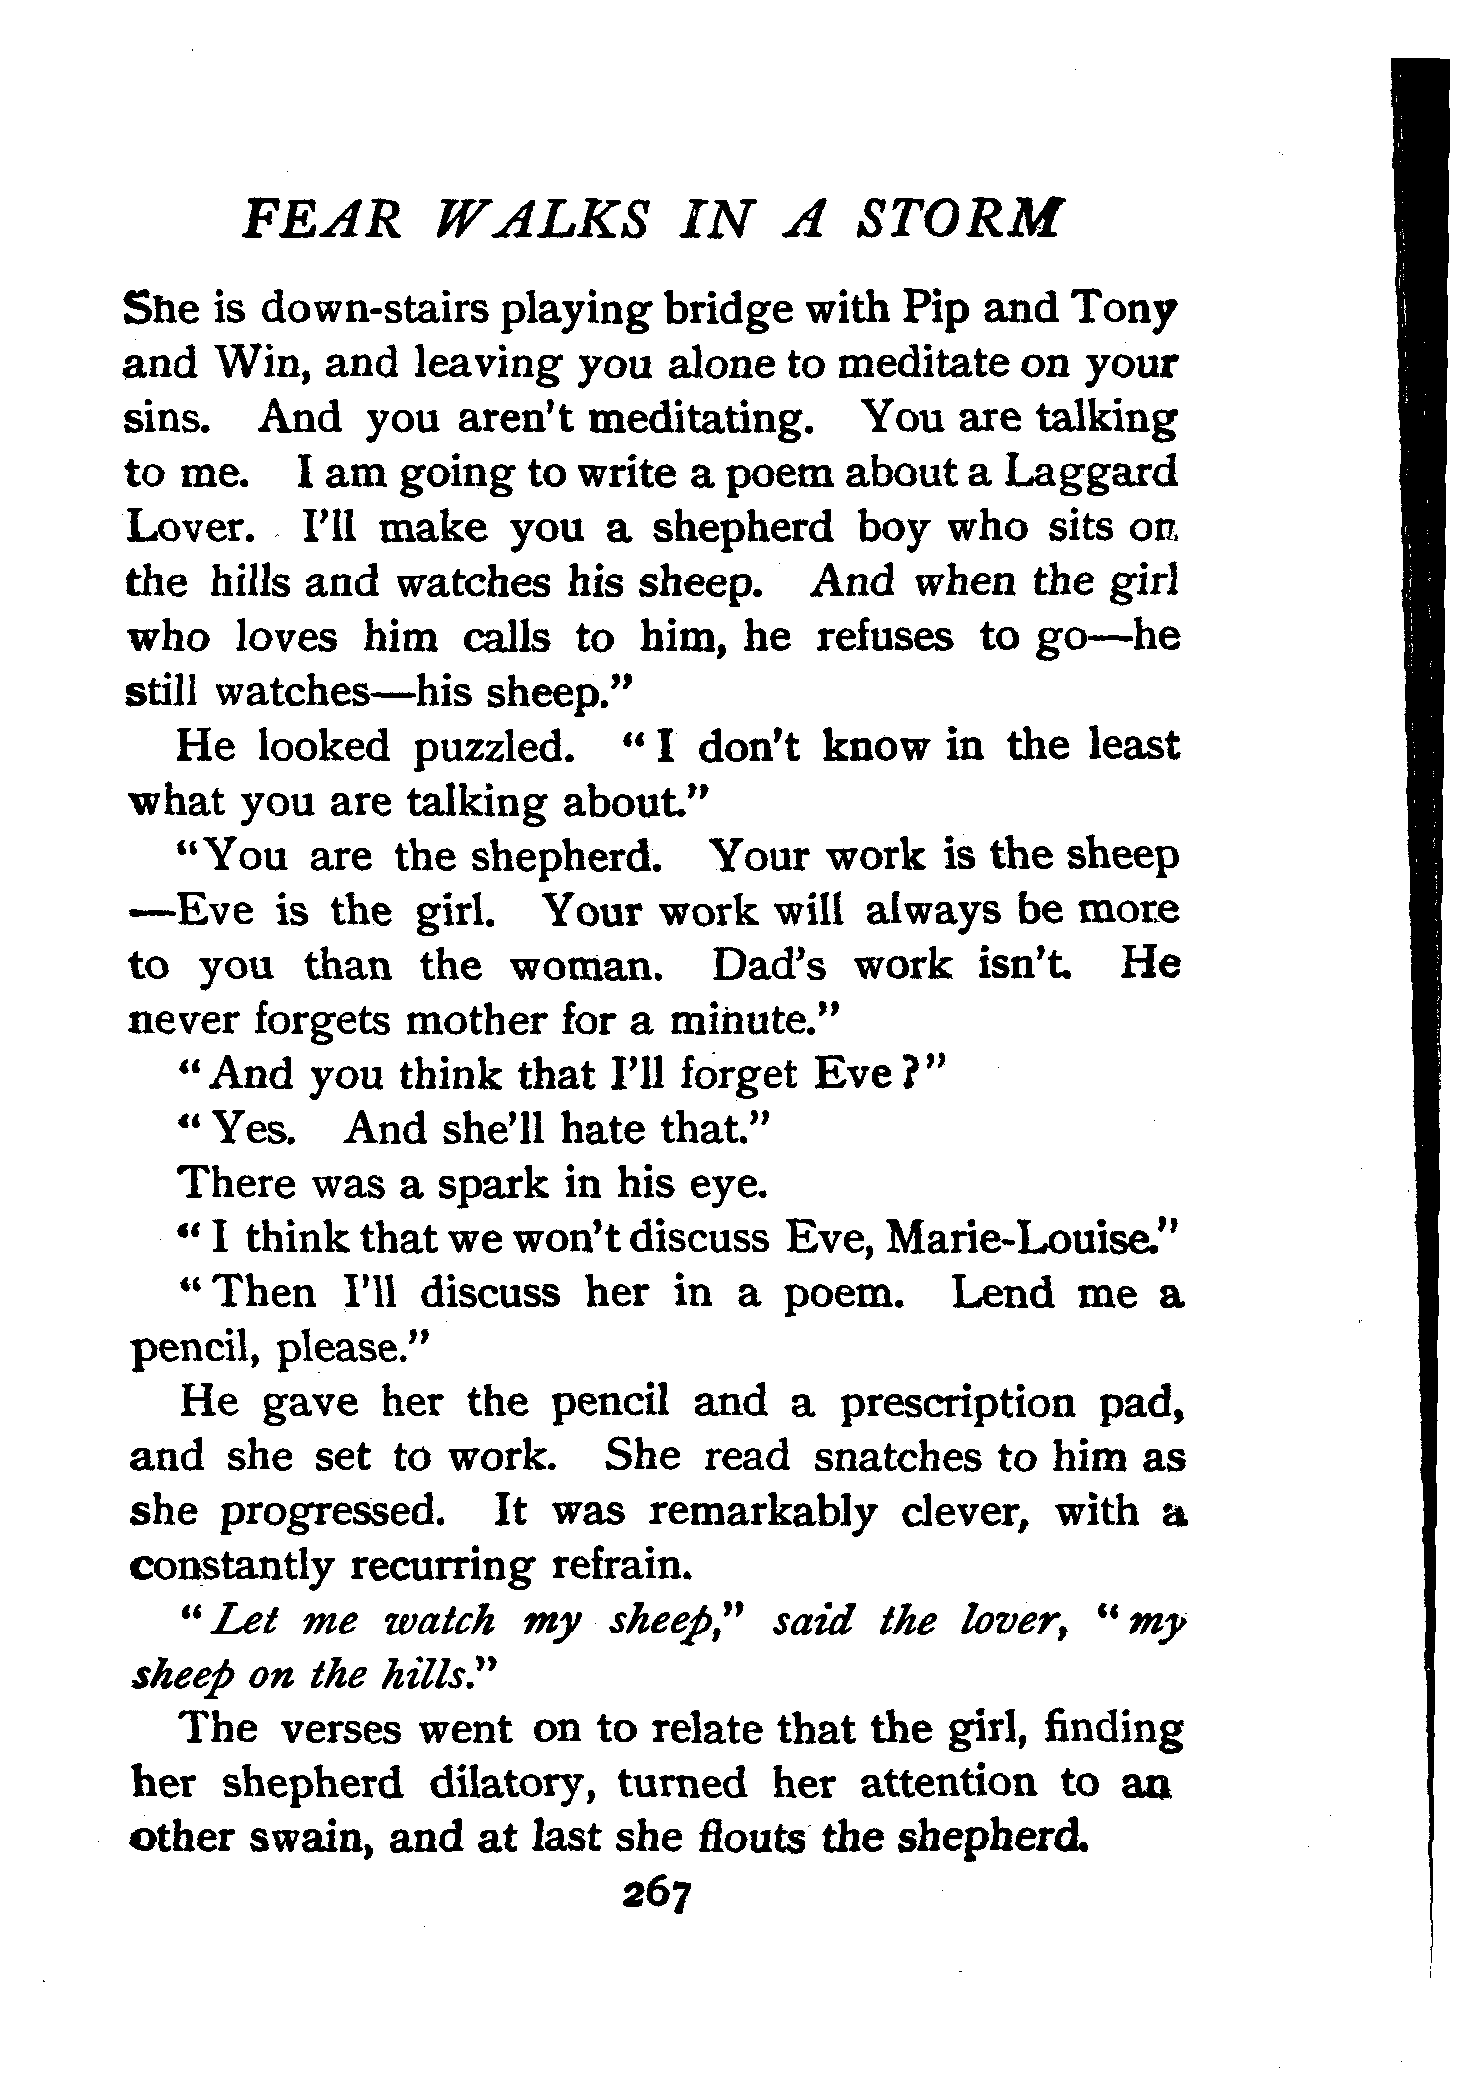 FEAR WALKS IN A STORM
She is down-stairs playing bridge with Pip and Tony
and Win, and leaving you alone to meditate on your
sins. And you aren't meditating. You are talking
to me. I am going to write a poem about a Laggard
Lover. I'll make you a shepherd boy who sits on
the hills and watches his sheep. And when the girl
who loves him calls to him, he refuses to go—he
still watches—his sheep."
He looked puzzled. "I don't know in the least
what you are talking about."
"You are the shepherd. Your work is the sheep
—Eve is the girl. Your work will always be more
to you than the woman. Dad's work isn't. He
never forgets mother for a minute."
"And you think that I'll forget Eve?"
"Yes. And she'll hate that."
There was a spark in his eye.
"I think that we won't discuss Eve, Marie-Louise."
"Then I'll discuss her in a poem. Lend me a
pencil, please."
He gave her the pencil and a prescription pad,
and she set to work. She read snatches to him as
she progressed. It was remarkably clever, with a
constantly recurring refrain.
"Let me watch my sheep," said the lover, "my
sheep on the hills."
The verses went on to relate that the girl, finding
her shepherd dilatory, turned her attention to an
other swain, and at last she flouts the shepherd.
267